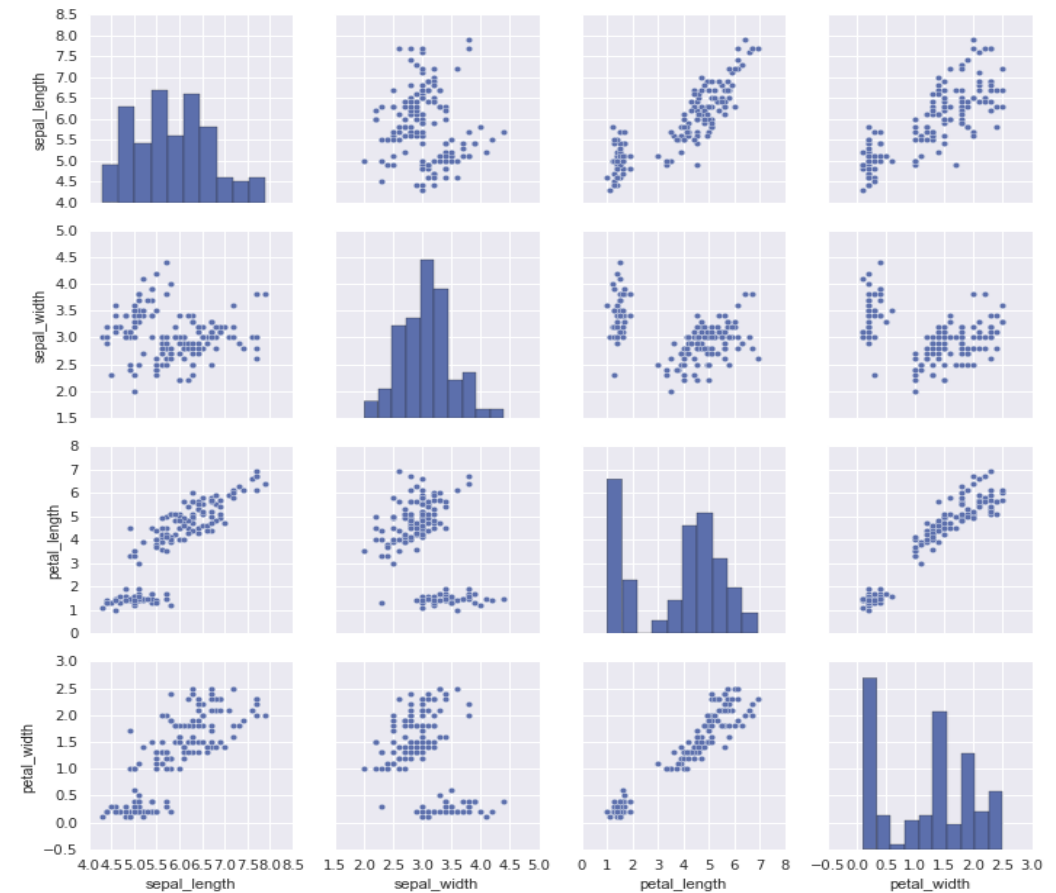 8.5
8.0
7.5
7.0
6.5
6.0
5.5
5.0
4.5
4.0
sepal_length
5.0
4.5
4.0
3.5
3.0
2.5
2.0
1.5
sepal_width
8
7
6
5
4
3
2
1
0
petal_length
3.0
2.5
2.0
1.5
1.0
0.5
0.0
−0.5
petal_width
4.0 4.5 5.0 5.5 6.0 6.5 7.0 7.5 8.0 8.5
sepal_length
1.5 2.0 2.5 3.0 3.5 4.0 4.5 5.0
sepal_width
0 1 2 3 4 5 6 7 8
petal_length
−0.5 0.0 0.5 1.0 1.5 2.0 2.5 3.0
petal_width